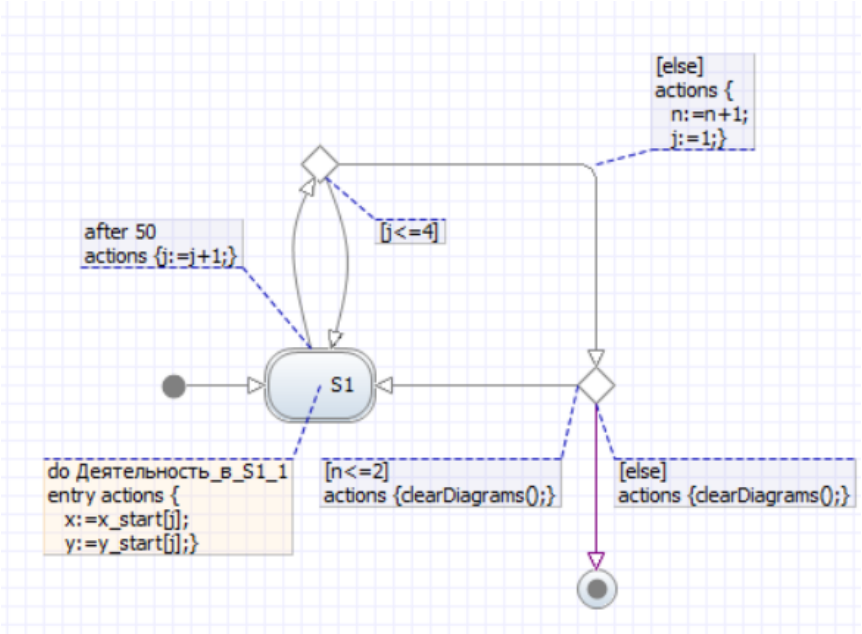 [else]
actions {
n:=n+1;
j:=1;}
after 50
actions {j:=j+1;}
[j<=4]
S1
do Деятельность_в_S1_1
entry actions {
x:=x_start[j];
y:=y_start[j];}
[n<=2]
actions {clearDiagrams();}
[else]
actions {clearDiagrams();}